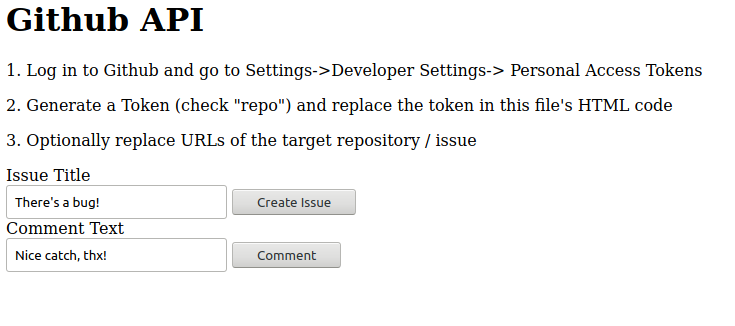 Github API
1. Log in to Github and go to Settings->Developer Settings-> Personal Access Tokens
2. Generate a Token (check "repo") and replace the token in this file's HTML code
3. Optionally replace URLs of the target repository / issue
Issue Title
There's a bug! Create Issue
Comment Text
Nice catch, thx! Comment